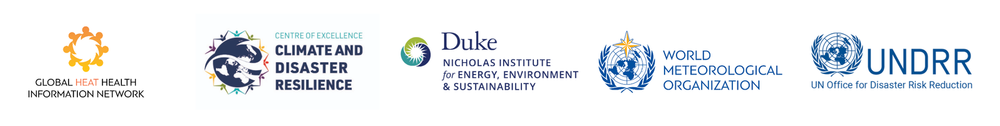 GLOBAL HEAT HEALTH
INFORMATION NETWORK
CENTRE OF EXCELLENCE
CLIMATE AND
DISASTER
RESILIENCE
Duke
NICHOLAS INSTITUTE
for ENERGY, ENVIRONMENT
& SUSTAINABILITY
WORLD
METEOROLOGICAL
ORGANIZATION
UNDRR
UN Office for Disaster Risk Reduction